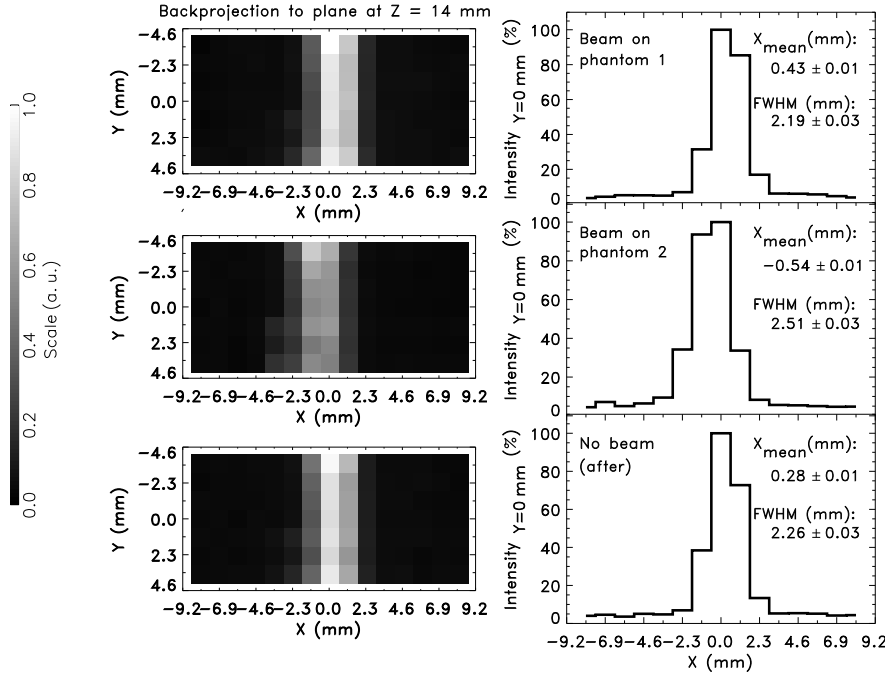 Backprojection to plane at Z = 14 mm
Scale(a. u.)
0.0 0.2 0.4 0.6 0.8 1.0
Y (mm)
−4.6
−2.3
0.0
2.3
4.6
−9.2 −6.9 −4.6 −2.3 0.0 2.3 4.6 6.9 9.2
X (mm)
Y (mm)
−4.6
−2.3
0.0
2.3
4.6
−9.2 −6.9 −4.6 −2.3 0.0 2.3 4.6 6.9 9.2
X (mm)
Y (mm)
−4.6
−2.3
0.0
2.3
4.6
−9.2 −6.9 −4.6 −2.3 0.0 2.3 4.6 6.9 9.2
X (mm)
Intensity Y=0 mm (%)
100
80
60
40
20
0
Beam on
phantom 1
Xmean(mm):
0.43 ± 0.01
FWHM (mm):
2.19 ± 0.03
Intensity Y=0 mm (%)
100
80
60
40
20
0
Beam on
phantom 2
Xmean(mm):
−0.54 ± 0.01
FWHM (mm):
2.51 ± 0.03
Intensity Y=0 mm (%)
100
80
60
40
20
0
No beam
(after)
Xmean(mm):
0.28 ± 0.01
FWHM (mm):
2.26 ± 0.03
−9.2 −6.9 −4.6 −2.3 0.0 2.3 4.6 6.9 9.2
X (mm)